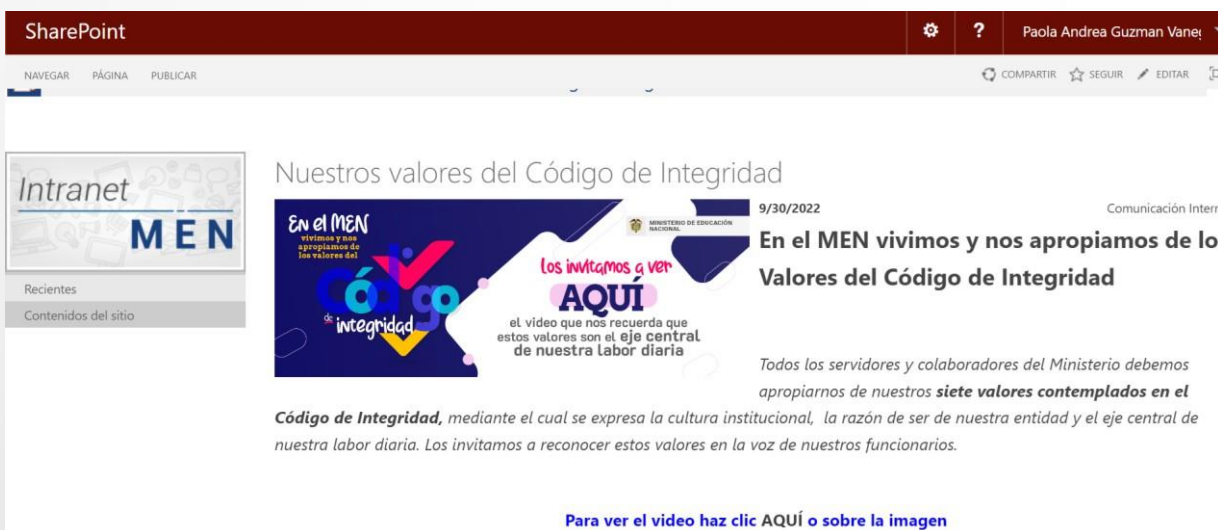 SharePoint
? Paola Andrea Guzman Vane
NAVEGAR PÁGINA PUBLICAR
COMPARTIR SEGUIR EDITAR
Intranet
MEN
Recientes
Contenidos del sitio
Nuestros valores del Código de Integridad
En el MEN
vivimos y nos
apropiamos de
los valores del
Código
de integridad
MINISTERIO DE EDUCACIÓN
NACIONAL
los invitamos a ver
AQUÍ
el video que nos recuerda que
estos valores son el eje central
de nuestra labor diaria
9/30/2022 Comunicación Inter
En el MEN vivimos y nos apropiamos de lo
Valores del Código de Integridad
Todos los servidores y colaboradores del Ministerio debemos
apropiarnos de nuestros siete valores contemplados en el
Código de Integridad, mediante el cual se expresa la cultura institucional, la razón de ser de nuestra entidad y el eje central de
nuestra labor diaria. Los invitamos a reconocer estos valores en la voz de nuestros funcionarios.
Para ver el video haz clic AQUÍ o sobre la imagen